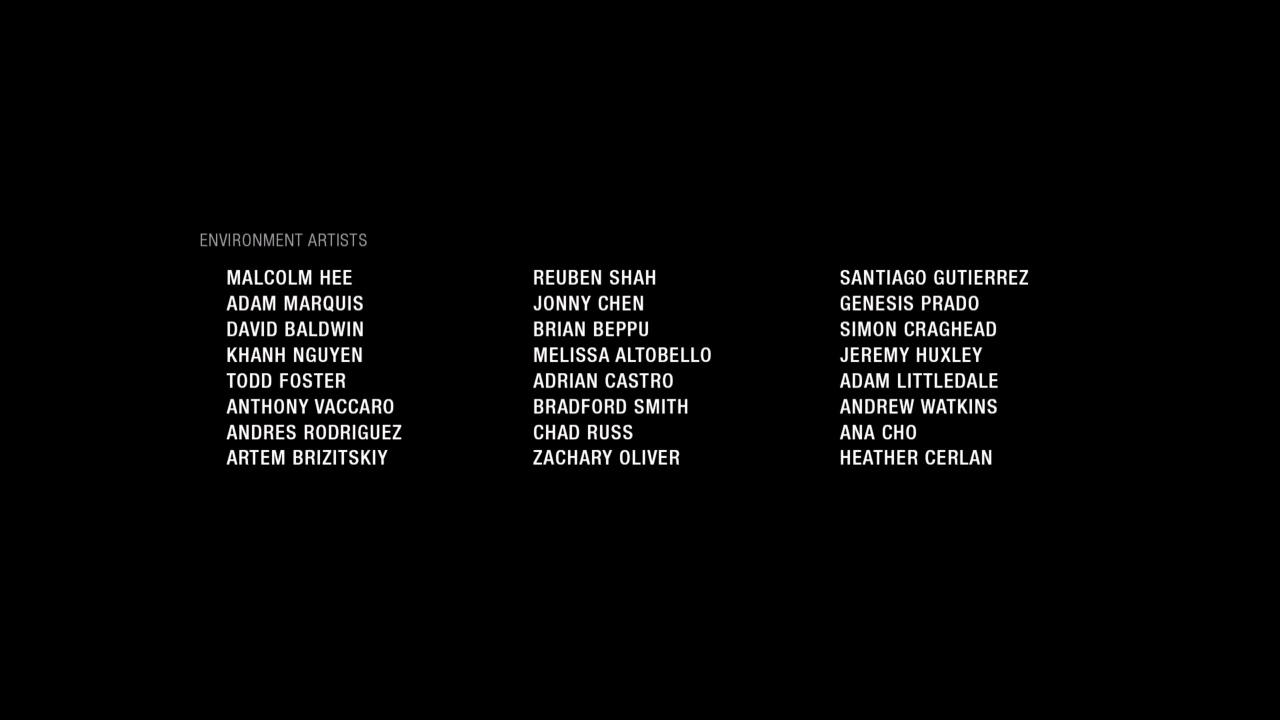 ENVIRONMENT ARTISTS
MALCOLM HEE
ADAM MARQUIS
DAVID BALDWIN
KHANH NGUYEN
TODD FOSTER
ANTHONY VACCARO
ANDRES RODRIGUEZ
ARTEM BRIZITSKIY
REUBEN SHAH
JONNY CHEN
BRIAN BEPPU
MELISSA ALTOBELLO
ADRIAN CASTRO
BRADFORD SMITH
CHAD RUSS
ZACHARY OLIVER
SANTIAGO GUTIERREZ
GENESIS PRADO
SIMON CRAGHEAD
JEREMY HUXLEY
ADAM LITTLEDALE
ANDREW WATKINS
ANA CHO
HEATHER CERLAN